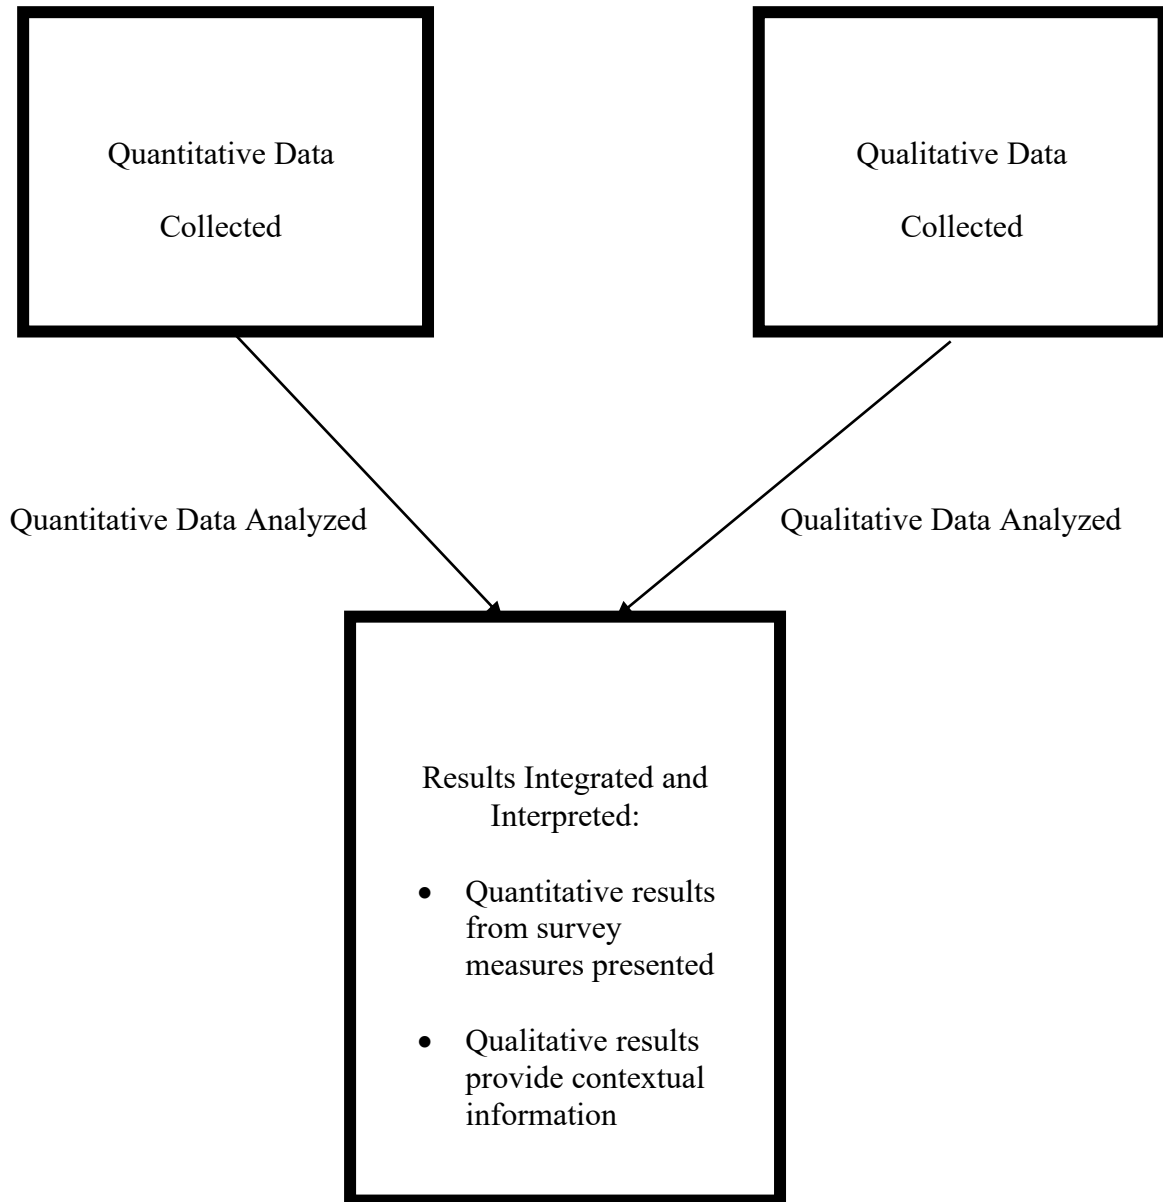 Quantitative Data
Collected
Qualitative Data
Collected
Quantitative Data Analyzed
Qualitative Data Analyzed
Results Integrated and
Interpreted:
• Quantitative results
from survey
measures presented
• Qualitative results
provide contextual
information